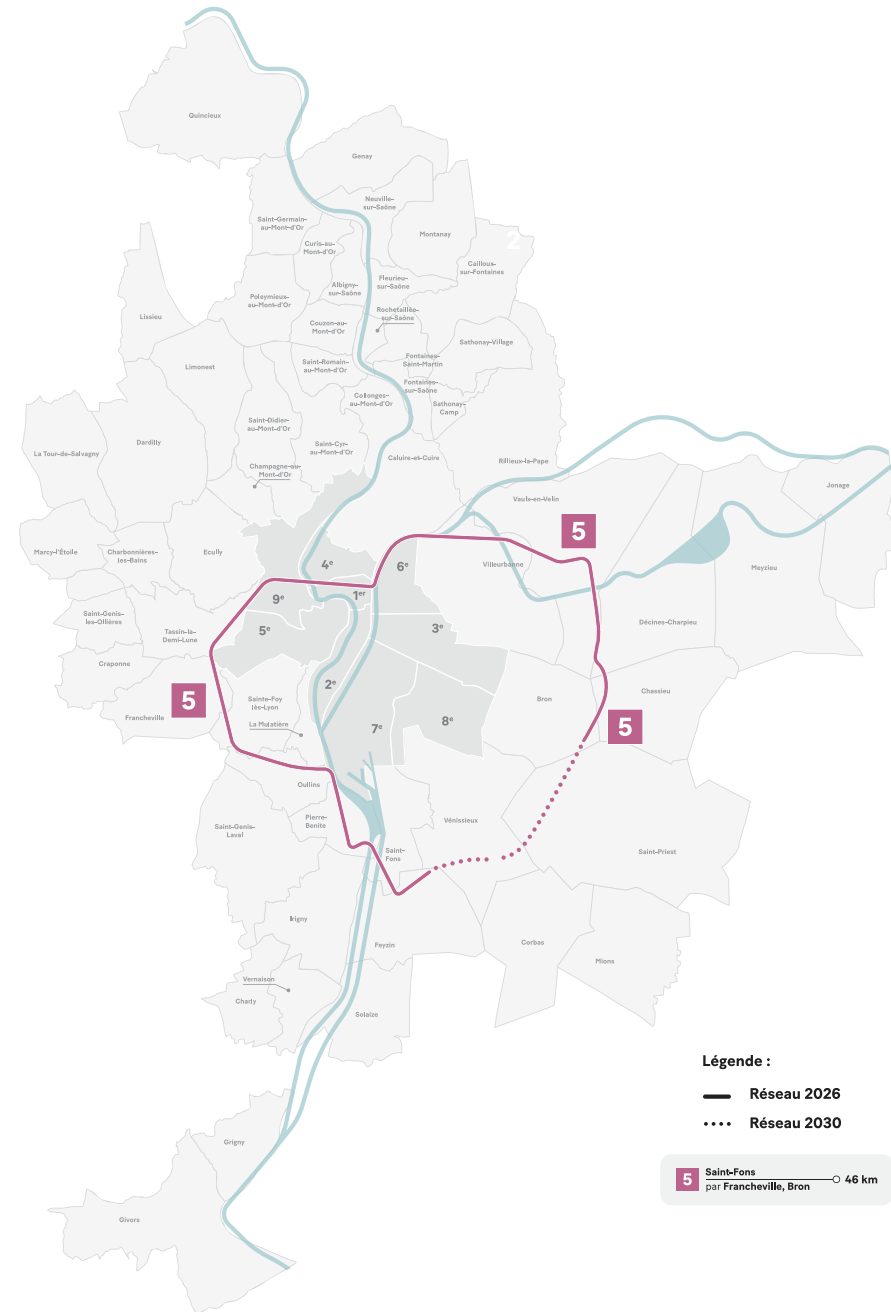 Quincieux
Genay
Neuville-
sur-Saône
Saint-Germain-
au-Mont-d'Or
Montanay
2
Curis-au-
Mont-d'Or
Cailloux-
sur-Fontaines
Albigny-
sur-Saône
Fleurieu-
sur-Saône
Poleymieux-
au-Mont-d'Or
Lissieu
Rochetaillée-
sur-Saône
Couzon-au-
Mont-d'Or
Sathonay-Village
Limonest
Saint-Romain-
au-Mont-d'Or
Fontaines-
Saint-Martin
Fontaines-
sur-Saône
Collonges-
au-Mont-d'Or
Sathonay-
Camp
Saint-Didier-
au-Mont-d'Or
Dardilly
Saint-Cyr-
au-Mont-d'Or
La Tour-de-Salvagny
Caluire-et-Cuire
Rillieux-la-Pape
Champagne-au-
Mont-d'Or
Jonage
Vaulx-en-Velin
5
Marcy-l'Étoile
Charbonnières-
les-Bains
Ecully
4e
6e
Villeurbanne
Meyzieu
9e
1er
Saint-Genis-
les-Ollières
Tassin-la-
Demi-Lune
5e
3e
Décines-Charpieu
Craponne
2e
Sainte-Foy
lès-Lyon
5
Bron
Chassieu
Francheville
La Mulatière
7e
8e
5
Oullins
Pierre-
Bénite
Saint-Genis-
Laval
Vénissieux
Saint-
Fons
Saint-Priest
Irigny
Feyzin
Corbas
Mions
Vernaison
Charly
Solaize
Légende :
Réseau 2026
Réseau 2030
Grigny
5 Saint-Fons
par Francheville, Bron
46 km
Givors